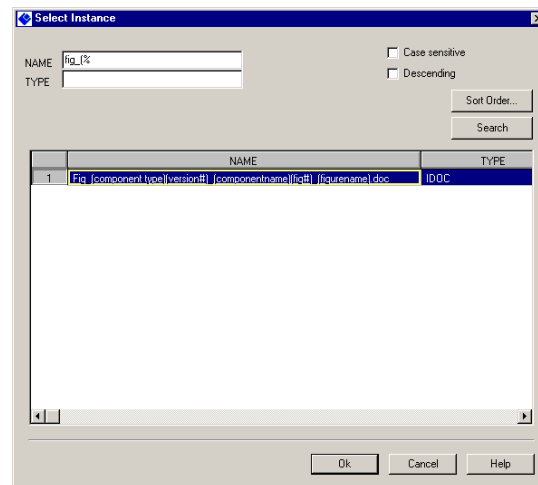 Select Instance
NAME fig_(%
TYPE
Case sensitive
Descending
Sort Order...
Search
NAME TYPE
1 Fig_(component type)(version#)_(componentname)(fig#)_(figurename).doc IDOC
Ok Cancel Help